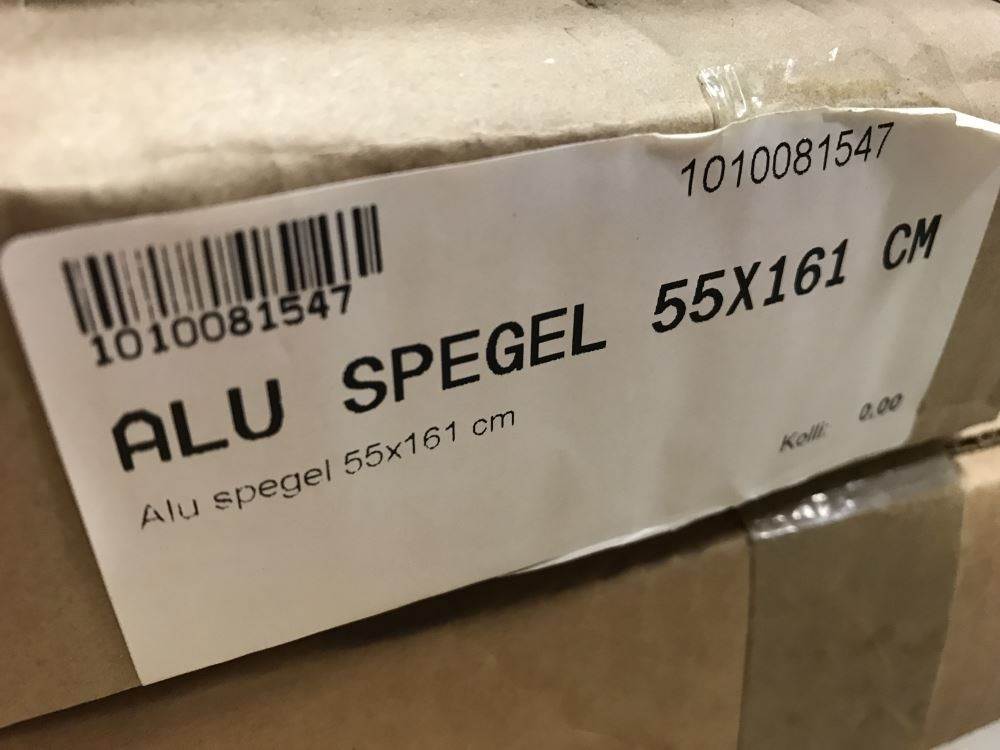 1010081547
1010081547
ALU SPEGEL 55X161 CM
Alu spegel 55x161 cm
Kolli: 0.00